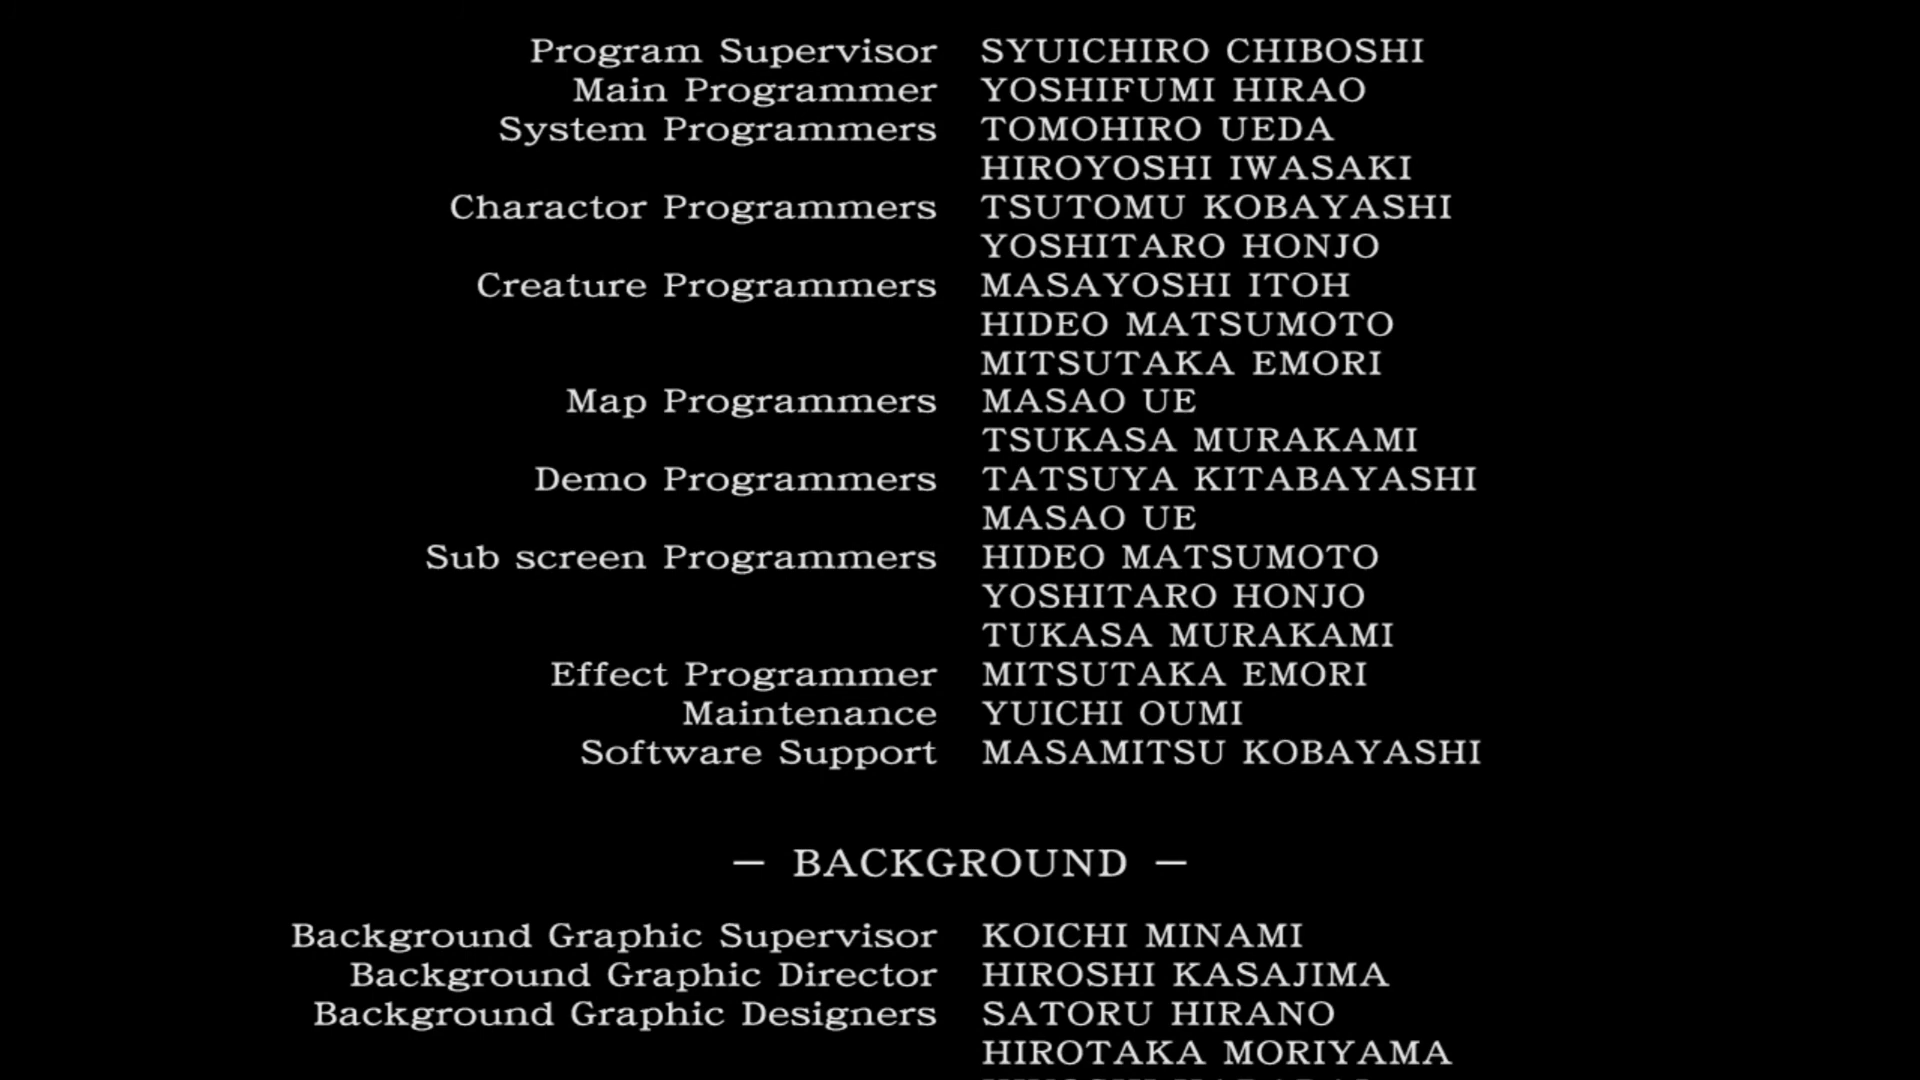 Program Supervisor SYUICHIRO CHIBOSHI
Main Programmer YOSHIFUMI HIRAO
System Programmers TOMOHIRO UEDA
HIROYOSHI IWASAKI
Charactor Programmers TSUTOMU KOBAYASHI
YOSHITARO HONJO
Creature Programmers MASAYOSHI ITOH
HIDEO MATSUMOTO
MITSUTAKA EMORI
Map Programmers MASAO UE
TSUKASA MURAKAMI
Demo Programmers TATSUYA KITABAYASHI
MASAO UE
Sub screen Programmers HIDEO MATSUMOTO
YOSHITARO HONJO
TUKASA MURAKAMI
Effect Programmer MITSUTAKA EMORI
Maintenance YUICHI OUMI
Software Support MASAMITSU KOBAYASHI
— BACKGROUND —
Background Graphic Supervisor KOICHI MINAMI
Background Graphic Director HIROSHI KASAJIMA
Background Graphic Designers SATORU HIRANO
HIROTAKA MORIYAMA